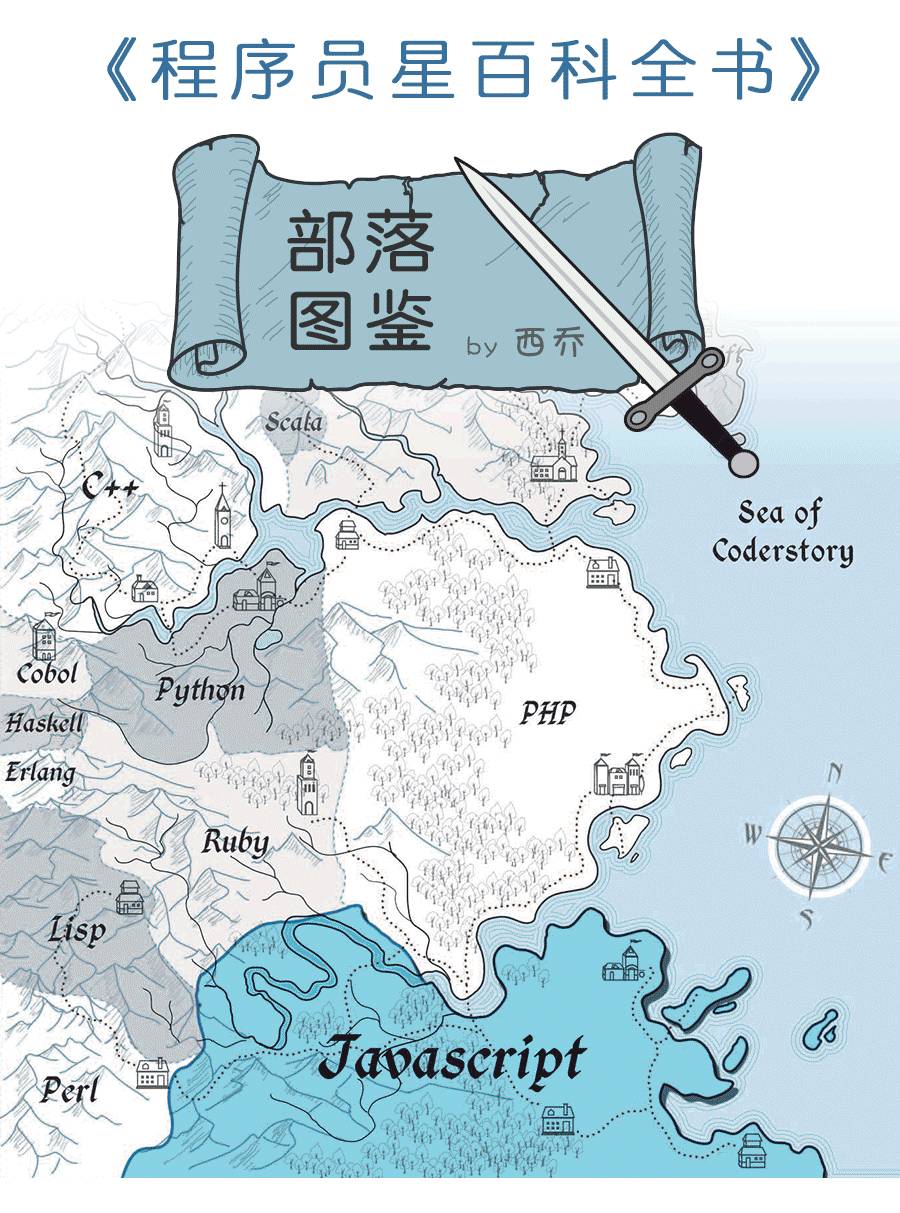 《程序员星百科全书》
部落
图鉴
by 西乔
Scala
C++
Sea of
Coderstory
Cobol
Python
Haskell
PHP
Erlang
N
W
E
S
Ruby
Lisp
Javascript
Perl